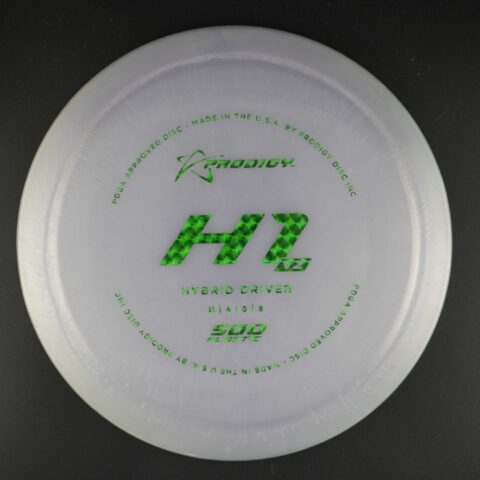 PDGA APPROVED DISC - MADE IN THE U.S.A. BY PRODIGY DISC INC
PRODIGY
H1 V2
HYBRID DRIVER
11 | 4 | 0 | 3
500
PLASTIC
PDGA APPROVED DISC - MADE IN THE U.S.A. BY PRODIGY DISC INC